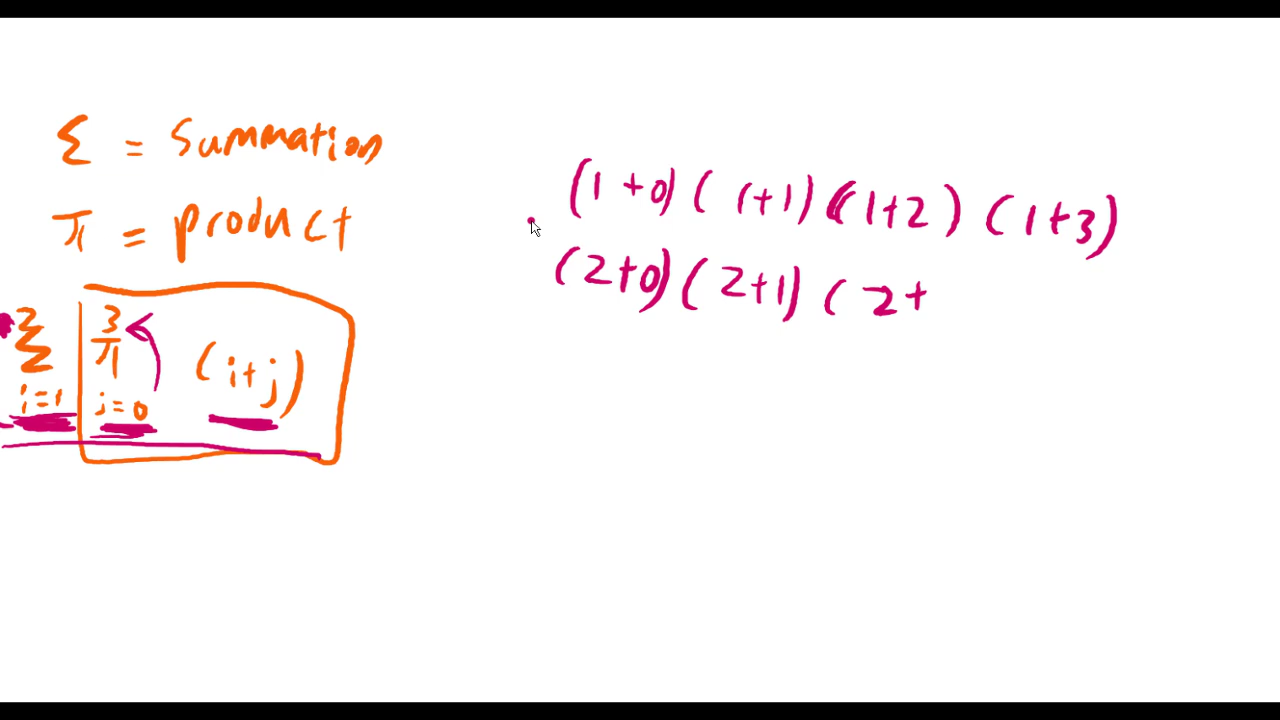 Σ = Summation
π = product
(1+0)(1+1)((1+2)(1+3)
(2+0)(2+1)(2+
3
π (i+j)
i=1 j=0